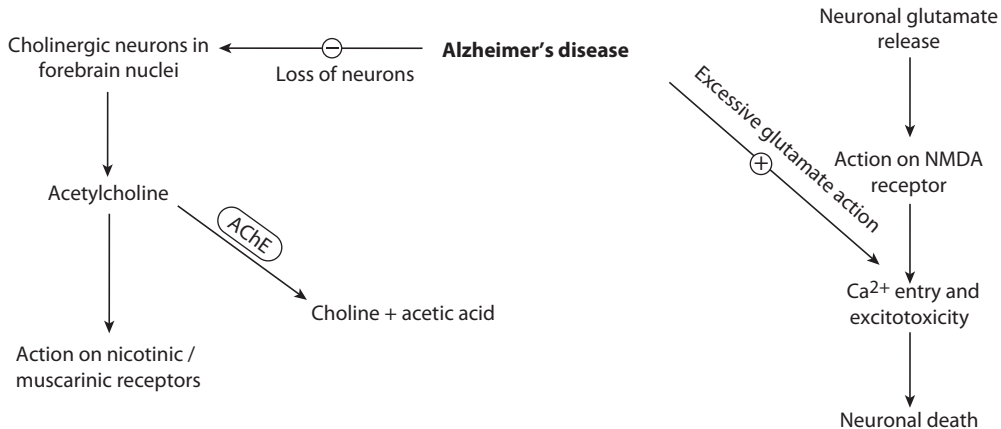 Cholinergic neurons in
forebrain nuclei
Loss of neurons
−
Alzheimer’s disease
Neuronal glutamate
release
Excessive glutamate action
+
Action on NMDA
receptor
Acetylcholine
AChE
Choline + acetic acid
Ca²⁺ entry and
excitotoxicity
Action on nicotinic /
muscarinic receptors
Neuronal death